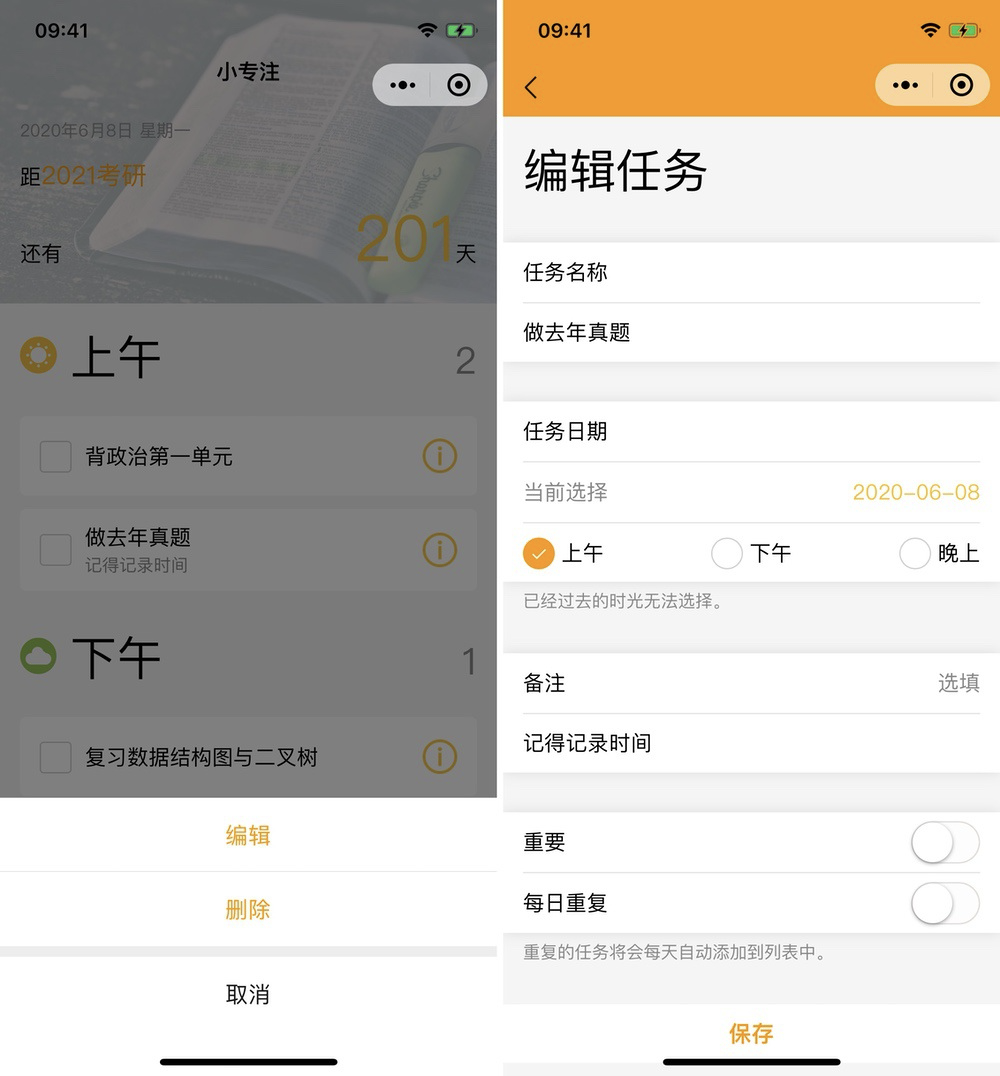 09:41
小专注
2020年6月8日 星期一
距2021考研
还有
201天
上午
2
背政治第一单元
做去年真题
记得记录时间
下午
1
复习数据结构图与二叉树
编辑
删除
取消
09:41
编辑任务
任务名称
做去年真题
任务日期
当前选择 2020-06-08
上午 下午 晚上
已经过去的时光无法选择。
备注 选填
记得记录时间
重要
每日重复
重复的任务将会每天自动添加到列表中。
保存